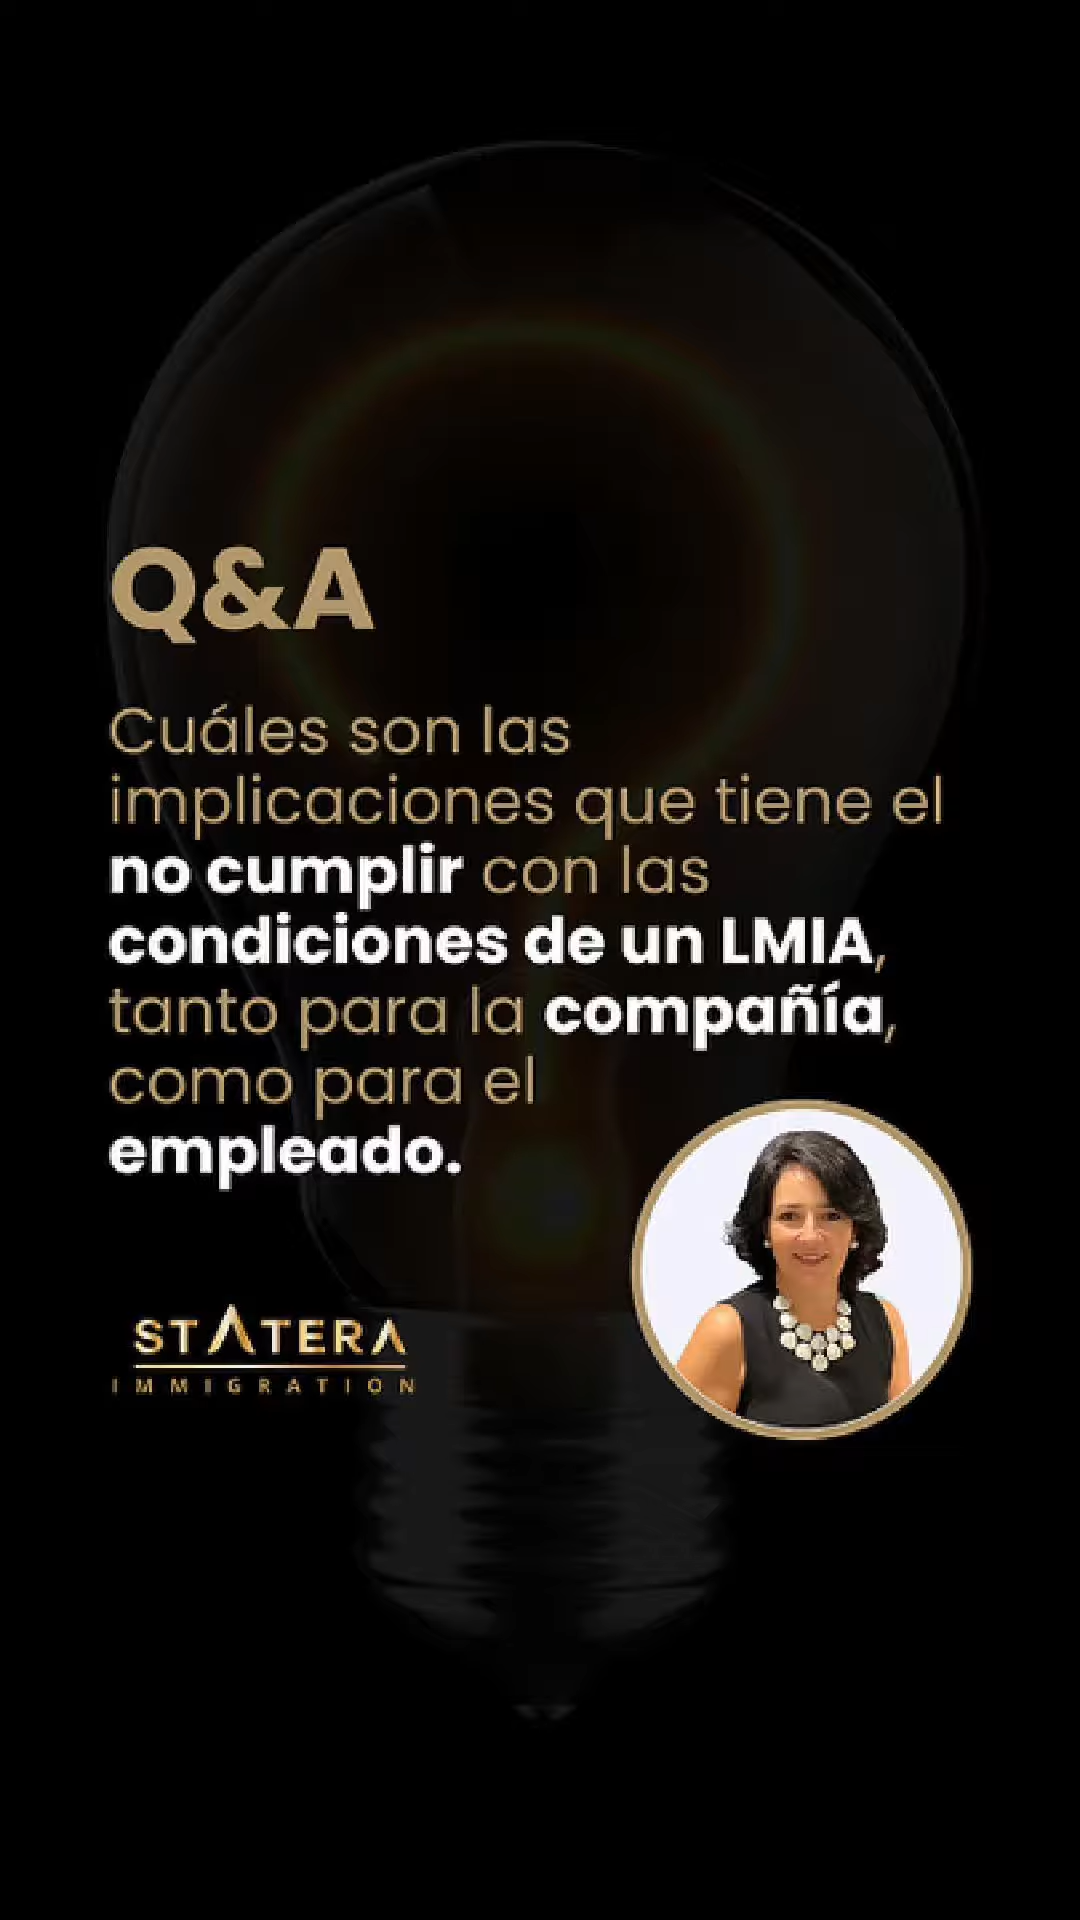 Q&A
Cuáles son las
implicaciones que tiene el
no cumplir con las
condiciones de un LMIA,
tanto para la compañía,
como para el
empleado.
STATERA
IMMIGRATION